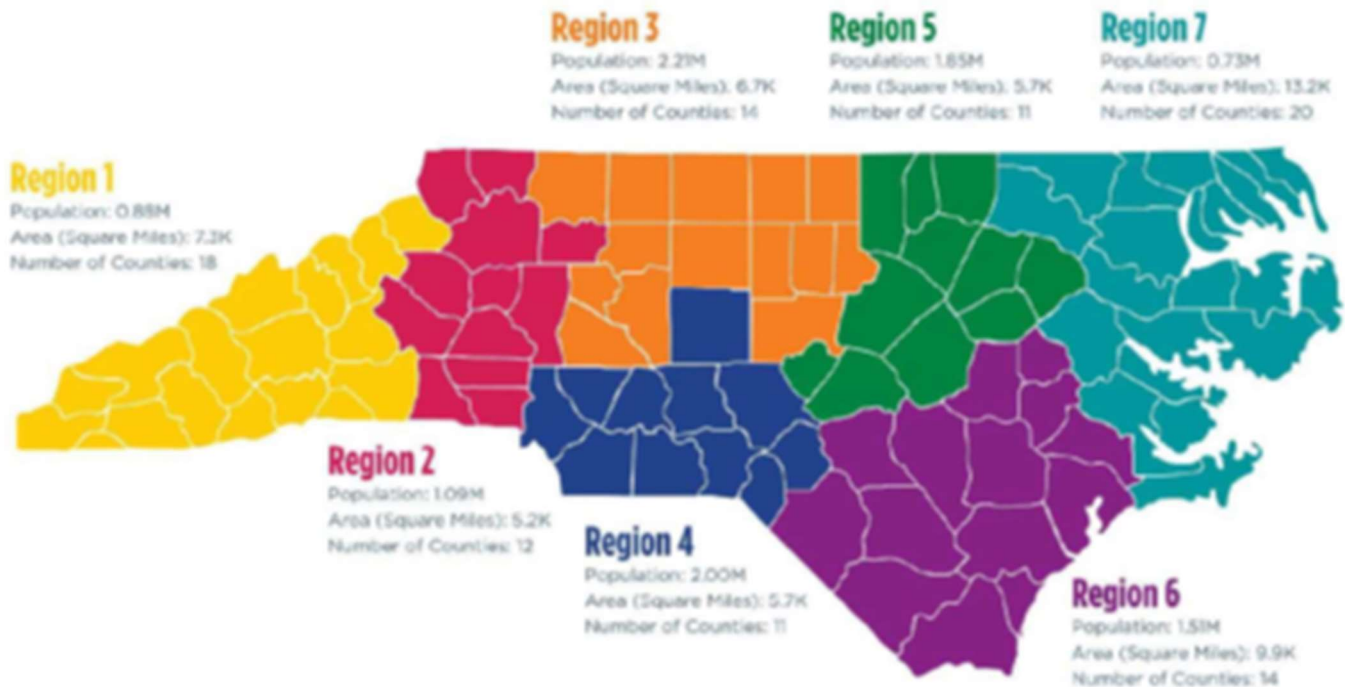 Region 3
Population: 2.21M
Area (Square Miles): 6.7K
Number of Counties: 14
Region 5
Population: 1.65M
Area (Square Miles): 5.7K
Number of Counties: 11
Region 7
Population: 0.73M
Area (Square Miles): 13.2K
Number of Counties: 20
Region 1
Population: 0.88M
Area (Square Miles): 7.3K
Number of Counties: 18
Region 2
Population: 1.09M
Area (Square Miles): 5.2K
Number of Counties: 12
Region 4
Population: 2.00M
Area (Square Miles): 5.7K
Number of Counties: 11
Region 6
Population: 1.51M
Area (Square Miles): 9.9K
Number of Counties: 14